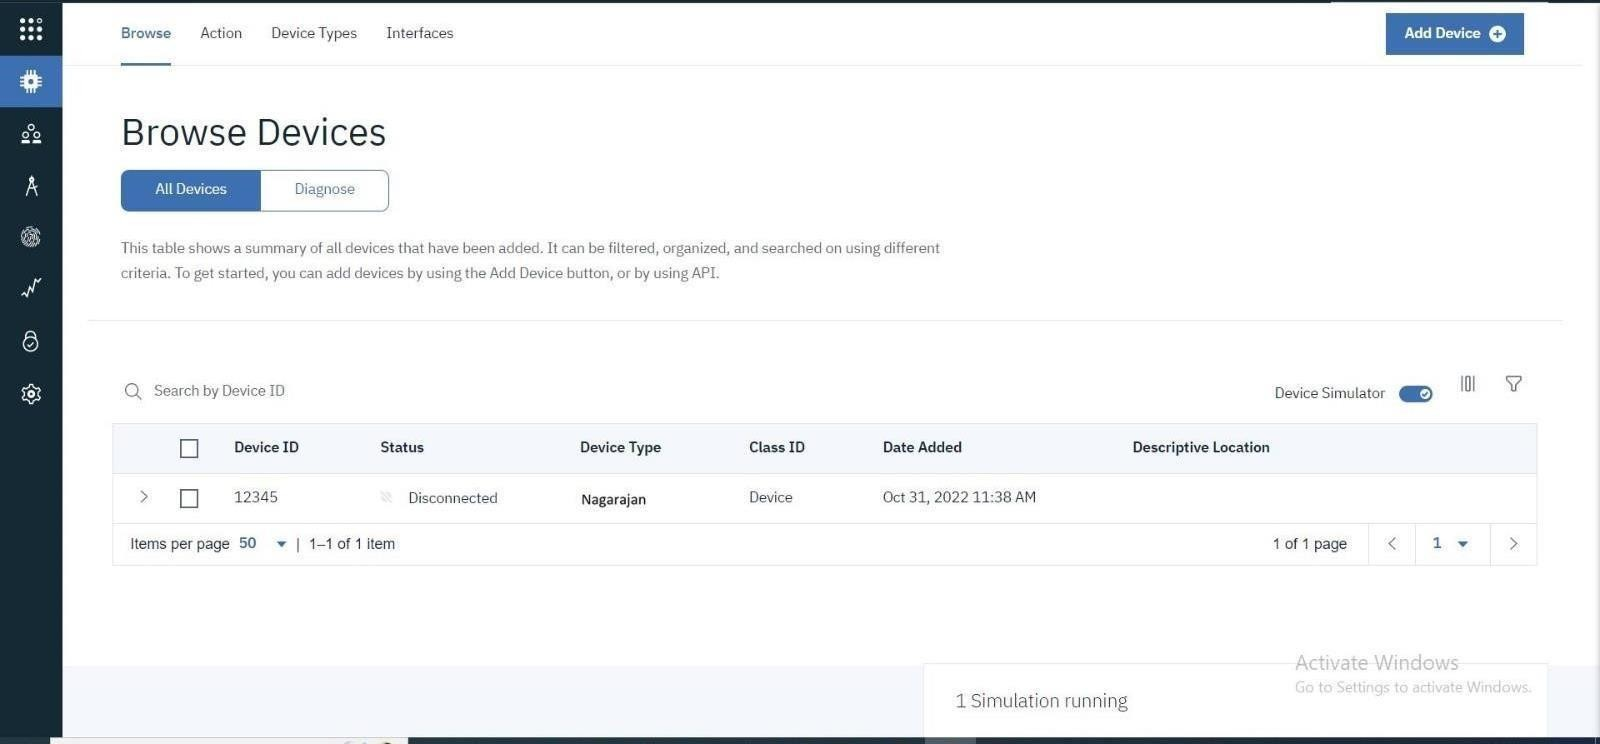 Browse Action Device Types Interfaces Add Device
Browse Devices
All Devices Diagnose
This table shows a summary of all devices that have been added. It can be filtered, organized, and searched on using different
criteria. To get started, you can add devices by using the Add Device button, or by using API.
Search by Device ID Device Simulator
Device ID Status Device Type Class ID Date Added Descriptive Location
12345 Disconnected Nagarajan Device Oct 31, 2022 11:38 AM
Items per page 50 | 1–1 of 1 item 1 of 1 page 1
Activate Windows
Go to Settings to activate Windows.
1 Simulation running